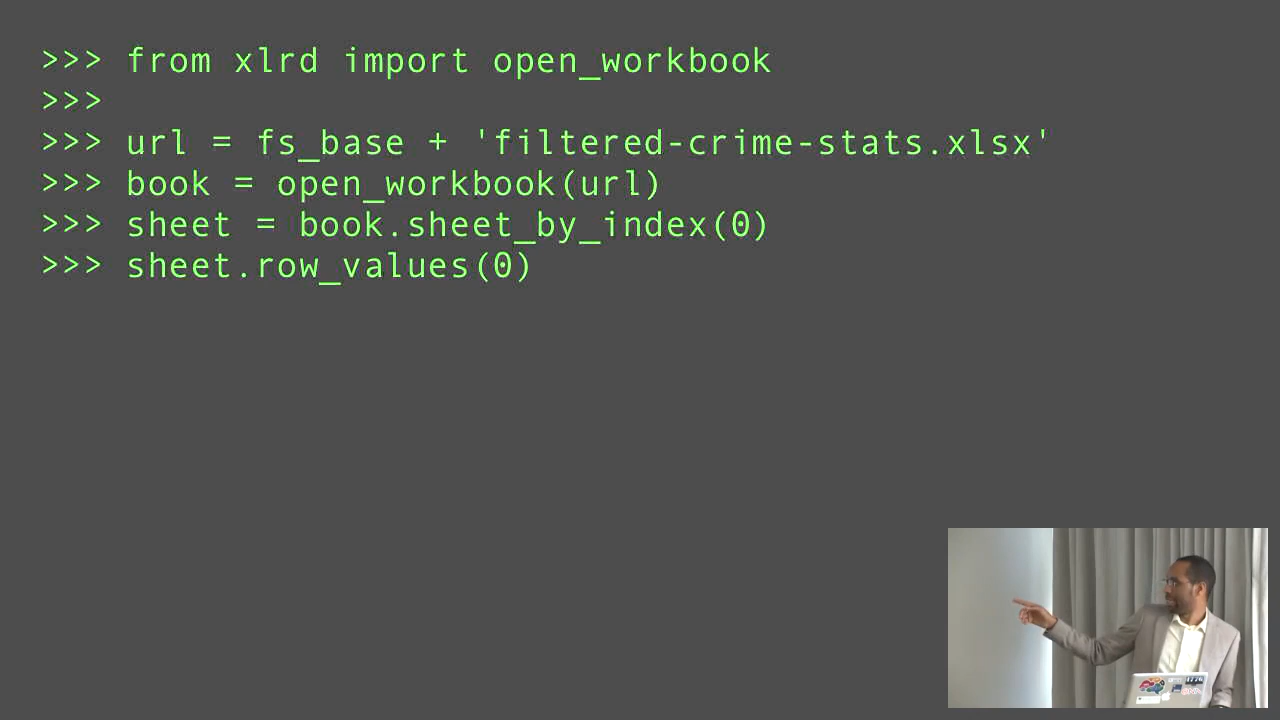 >>> from xlrd import open_workbook
>>>
>>> url = fs_base + 'filtered-crime-stats.xlsx'
>>> book = open_workbook(url)
>>> sheet = book.sheet_by_index(0)
>>> sheet.row_values(0)
1776